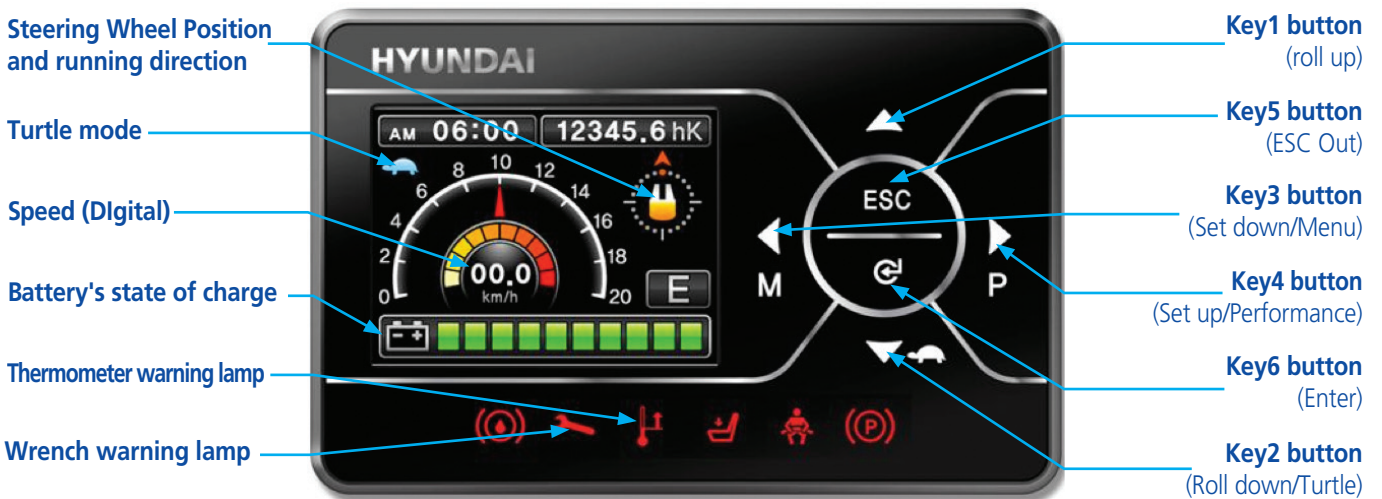 Steering Wheel Position
and running direction
Turtle mode
Speed (DIgital)
Battery's state of charge
Thermometer warning lamp
Wrench warning lamp
HYUNDAI
AM 06:00 12345.6 hK
0 2 4 6 8 10 12 14 16 18 20
00.0
km/h
E
ESC
M
P
(P)
Key1 button
(roll up)
Key5 button
(ESC Out)
Key3 button
(Set down/Menu)
Key4 button
(Set up/Performance)
Key6 button
(Enter)
Key2 button
(Roll down/Turtle)